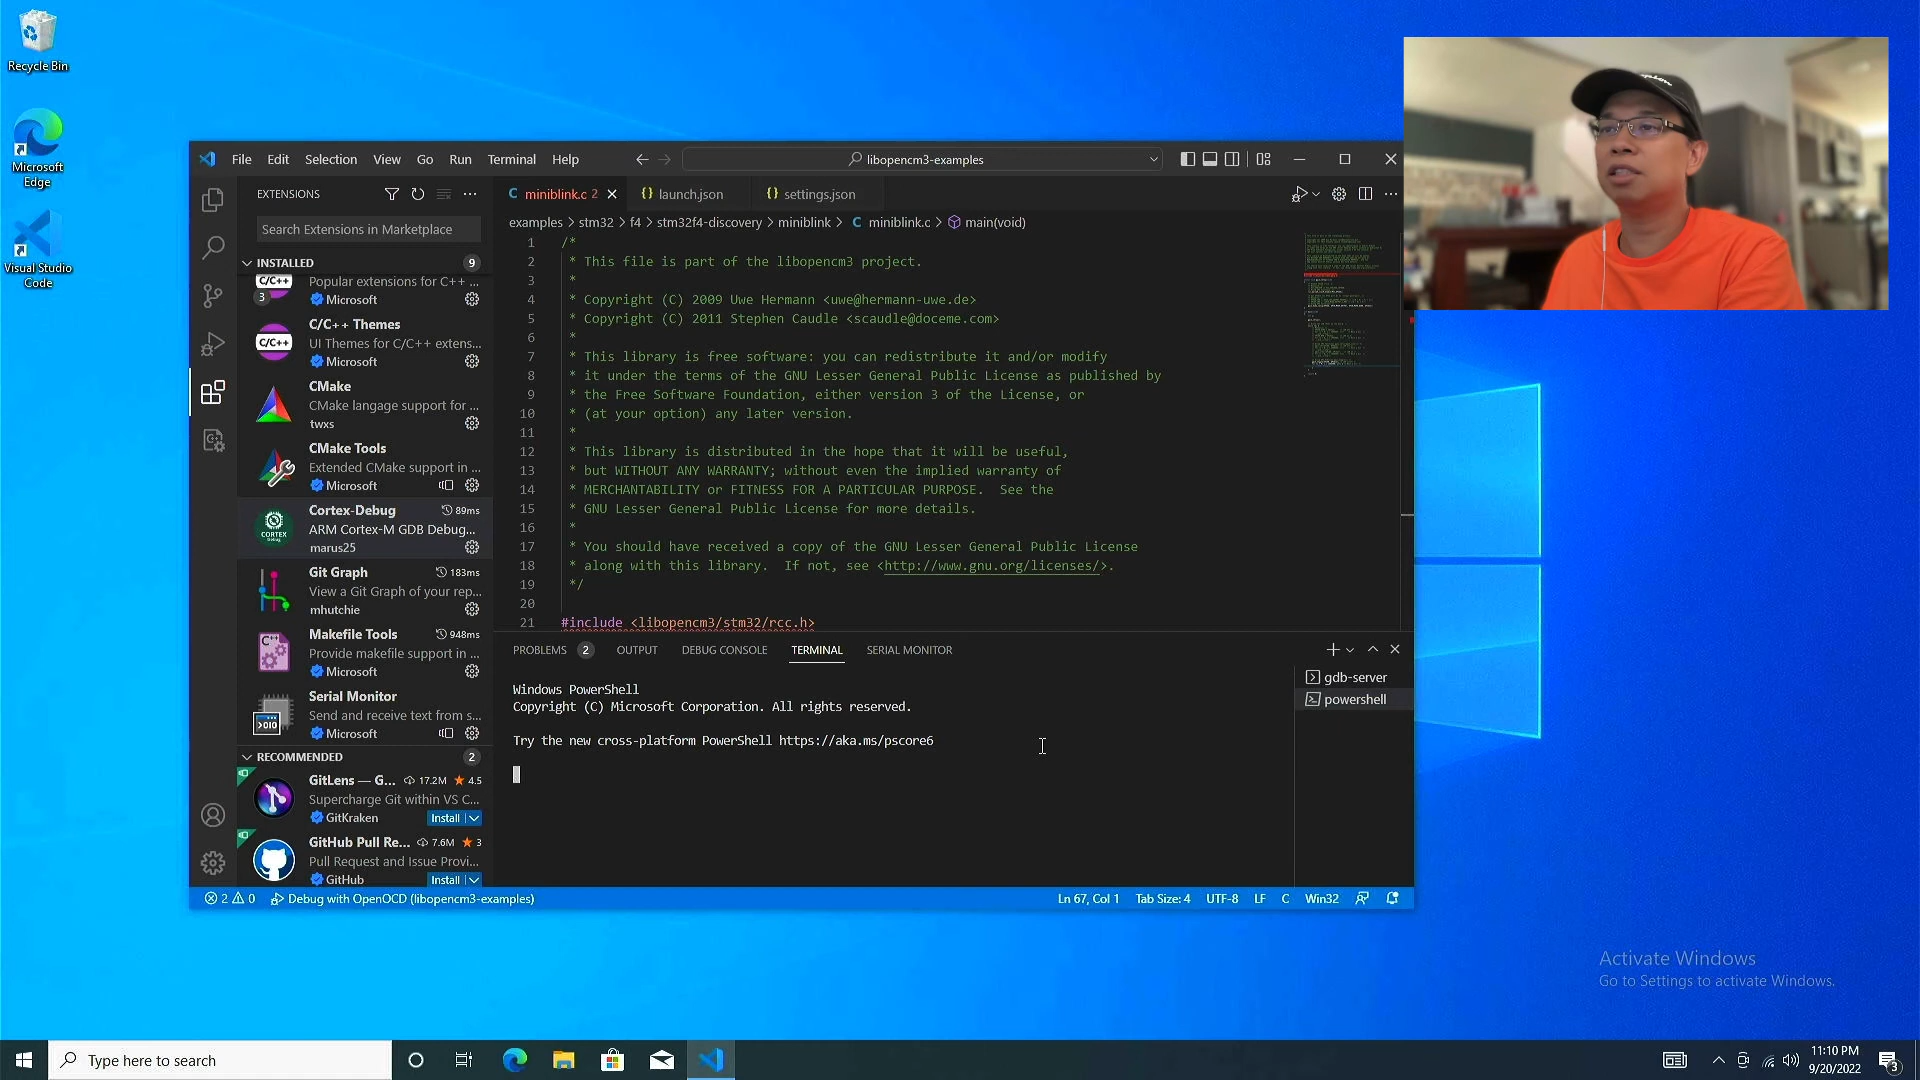 Recycle Bin
Microsoft
Edge
Visual Studio
Code
File Edit Selection View Go Run Terminal Help
libopencm3-examples
EXTENSIONS
miniblink.c 2
launch.json
settings.json
Search Extensions in Marketplace
examples > stm32 > f4 > stm32f4-discovery > miniblink > C miniblink.c > main(void)
INSTALLED 9
C/C++
3
Popular extensions for C++ ...
Microsoft
C/C++ Themes
UI Themes for C/C++ extens...
Microsoft
CMake
CMake langage support for ...
twxs
CMake Tools
Extended CMake support in ...
Microsoft
Cortex-Debug 89ms
ARM Cortex-M GDB Debug...
marus25
Git Graph 183ms
View a Git Graph of your rep...
mhutchie
Makefile Tools 948ms
Provide makefile support in ...
Microsoft
Serial Monitor
Send and receive text from s...
Microsoft
RECOMMENDED 2
GitLens — G... 17.2M 4.5
Supercharge Git within VS C...
GitKraken Install
GitHub Pull Re... 7.6M 3
Pull Request and Issue Provi...
GitHub Install
1 /*
2 * This file is part of the libopencm3 project.
3 *
4 * Copyright (C) 2009 Uwe Hermann <uwe@hermann-uwe.de>
5 * Copyright (C) 2011 Stephen Caudle <scaudle@doceme.com>
6 *
7 * This library is free software: you can redistribute it and/or modify
8 * it under the terms of the GNU Lesser General Public License as published by
9 * the Free Software Foundation, either version 3 of the License, or
10 * (at your option) any later version.
11 *
12 * This library is distributed in the hope that it will be useful,
13 * but WITHOUT ANY WARRANTY; without even the implied warranty of
14 * MERCHANTABILITY or FITNESS FOR A PARTICULAR PURPOSE.  See the
15 * GNU Lesser General Public License for more details.
16 *
17 * You should have received a copy of the GNU Lesser General Public License
18 * along with this library.  If not, see <http://www.gnu.org/licenses/>.
19 */
20
21 #include <libopencm3/stm32/rcc.h>
PROBLEMS 2 OUTPUT DEBUG CONSOLE TERMINAL SERIAL MONITOR
Windows PowerShell
Copyright (C) Microsoft Corporation. All rights reserved.
Try the new cross-platform PowerShell https://aka.ms/pscore6
gdb-server
powershell
2 0 Debug with OpenOCD (libopencm3-examples)
Ln 67, Col 1 Tab Size: 4 UTF-8 LF C Win32
Activate Windows
Go to Settings to activate Windows.
Type here to search
11:10 PM
9/20/2022
3